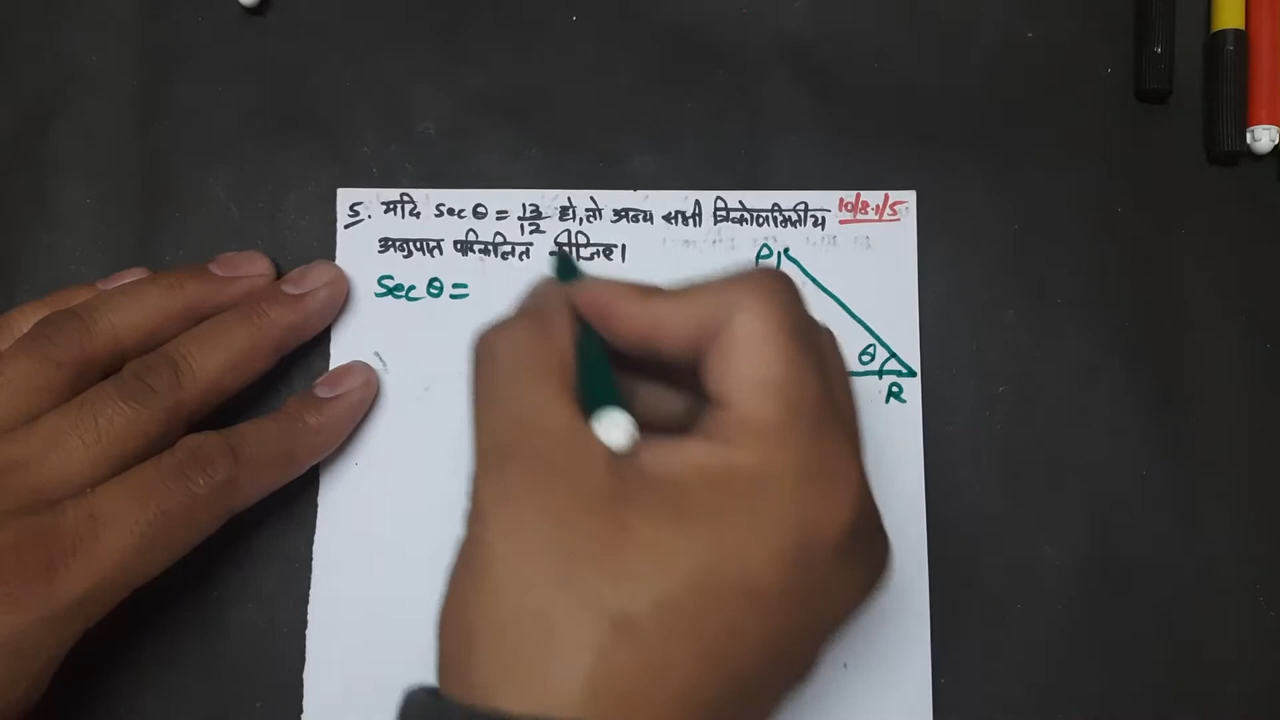 5. यदि sec θ = 13/12 हो, तो अन्य सभी त्रिकोणमितीय 10/8.1/5
अनुपात परिकलित कीजिए।
Sec θ =
P
θ
R